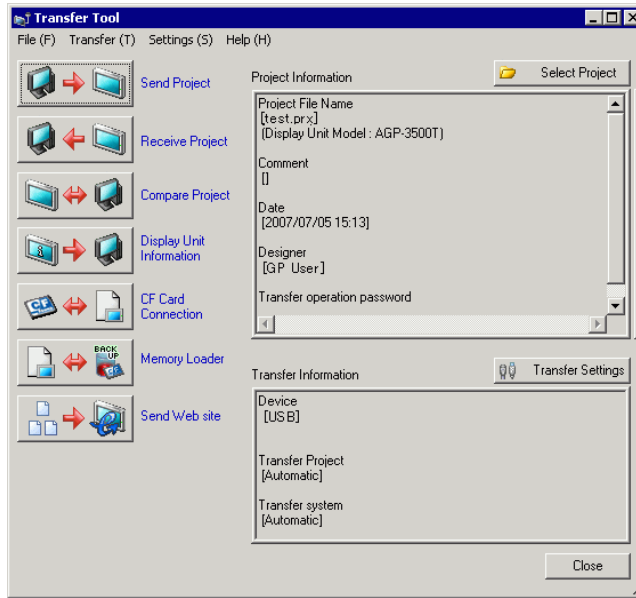 Transfer Tool
File (F) Transfer (T) Settings (S) Help (H)
Send Project
Receive Project
Compare Project
Display Unit
Information
CF Card
Connection
Memory Loader
Send Web site
CF
BACK
UP
Project Information
Select Project
Project File Name
[test.prx]
(Display Unit Model : AGP-3500T)
Comment
[]
Date
[2007/07/05 15:13]
Designer
[GP User]
Transfer operation password
Transfer Information
Transfer Settings
Device
[USB]
Transfer Project
[Automatic]
Transfer system
[Automatic]
Close